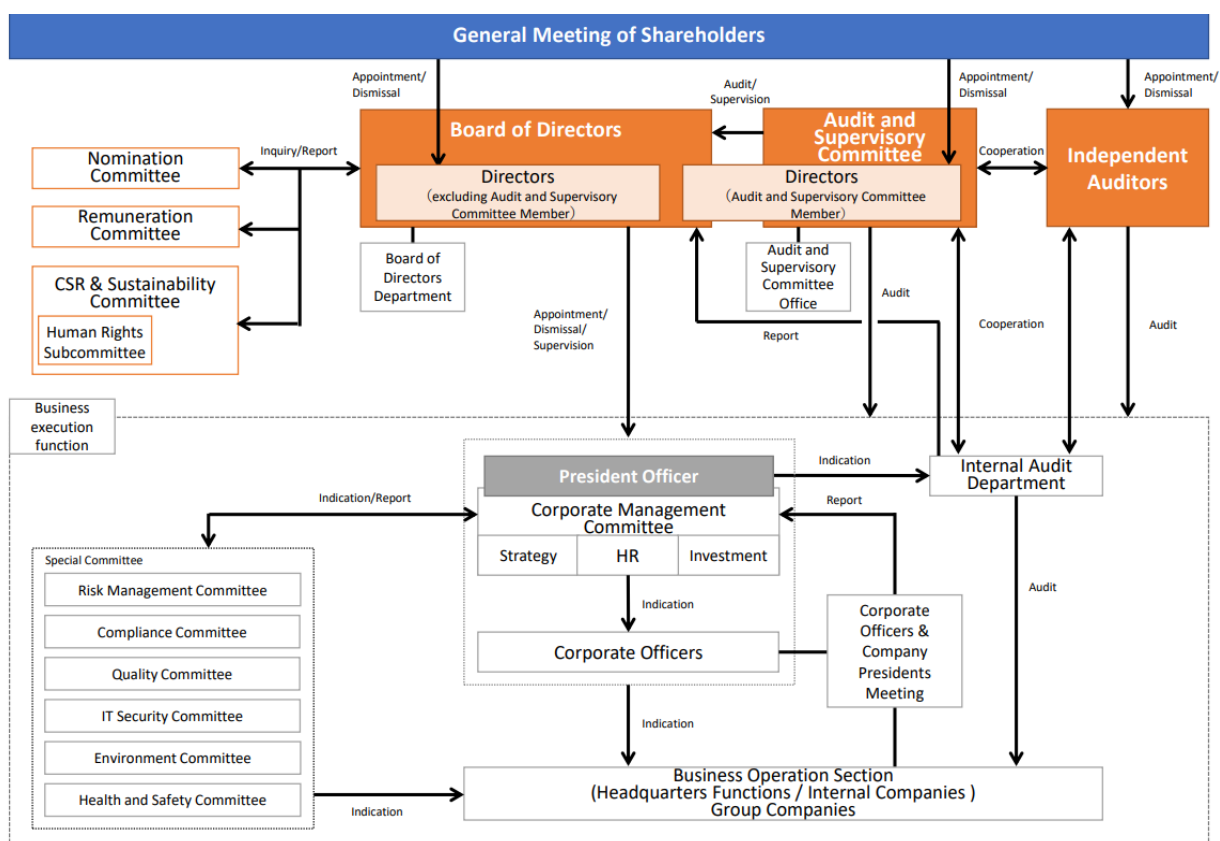 General Meeting of Shareholders
Appointment/
Dismissal
Audit/
Supervision
Appointment/
Dismissal
Appointment/
Dismissal
Board of Directors
Audit and
Supervisory
Committee
Independent
Auditors
Nomination
Committee
Inquiry/Report
Cooperation
Directors
（excluding Audit and Supervisory
Committee Member）
Directors
（Audit and Supervisory Committee
Member）
Remuneration
Committee
Board of
Directors
Department
Audit and
Supervisory
Committee
Office
CSR & Sustainability
Committee
Human Rights
Subcommittee
Audit
Appointment/
Dismissal/
Supervision
Report
Cooperation
Audit
Business
execution
function
President Officer
Indication
Internal Audit
Department
Indication/Report
Corporate Management
Committee
Report
Strategy
HR
Investment
Special Committee
Risk Management Committee
Compliance Committee
Quality Committee
IT Security Committee
Environment Committee
Health and Safety Committee
Indication
Audit
Corporate Officers
Corporate
Officers &
Company
Presidents
Meeting
Indication
Indication
Business Operation Section
(Headquarters Functions / Internal Companies )
Group Companies